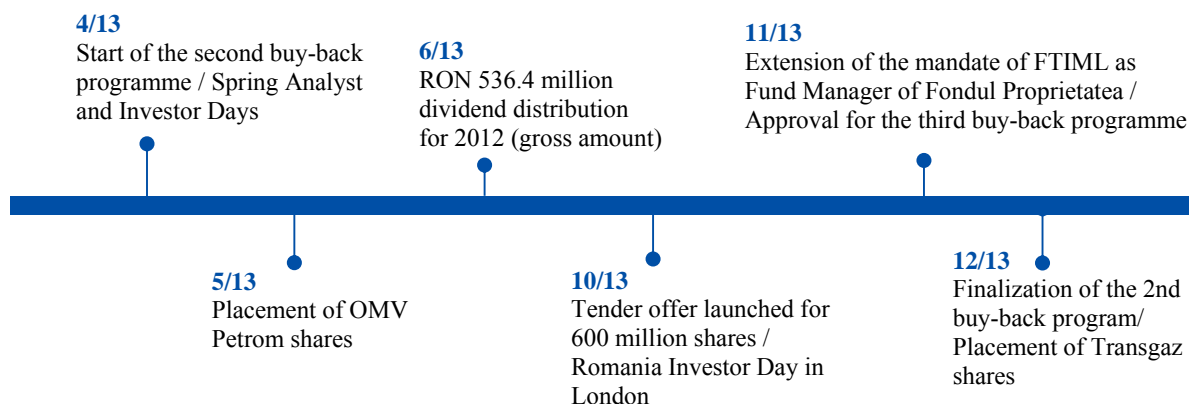 4/13
Start of the second buy-back
programme / Spring Analyst
and Investor Days
5/13
Placement of OMV
Petrom shares
6/13
RON 536.4 million
dividend distribution
for 2012 (gross amount)
10/13
Tender offer launched for
600 million shares /
Romania Investor Day in
London
11/13
Extension of the mandate of FTIML as
Fund Manager of Fondul Proprietatea /
Approval for the third buy-back programme
12/13
Finalization of the 2nd
buy-back program/
Placement of Transgaz
shares